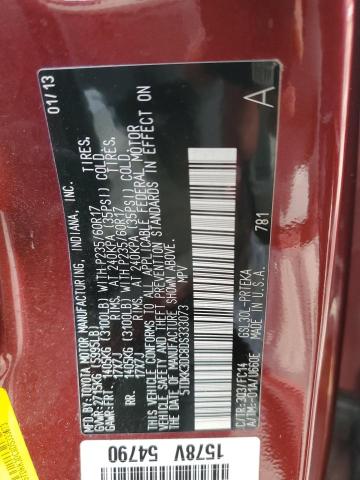 01/13
MFD. BY: TOYOTA MOTOR MANUFACTURING, INDIANA, INC.
GVWR: 2715KG (5995LB)
GAWR: FRT. 1405KG (3100LB) WITH P235/60R17 TIRES,
17X7J RIMS, AT 240KPA (35PSI) COLD.
RR. 1405KG (3100LB) WITH P235/60R17 TIRES,
17X7J RIMS, AT 240KPA (35PSI) COLD.
THIS VEHICLE CONFORMS TO ALL APPLICABLE FEDERAL MOTOR
VEHICLE SAFETY AND THEFT PREVENTION STANDARDS IN EFFECT ON
THE DATE OF MANUFACTURE SHOWN ABOVE.
5TDKK3DC8DS333073 MPV
781
C/TR:3Q3/FC14 GSL30L-PRTEKA
A/TM:-01A/U660E MADE IN U.S.A.
A
1578V
54790